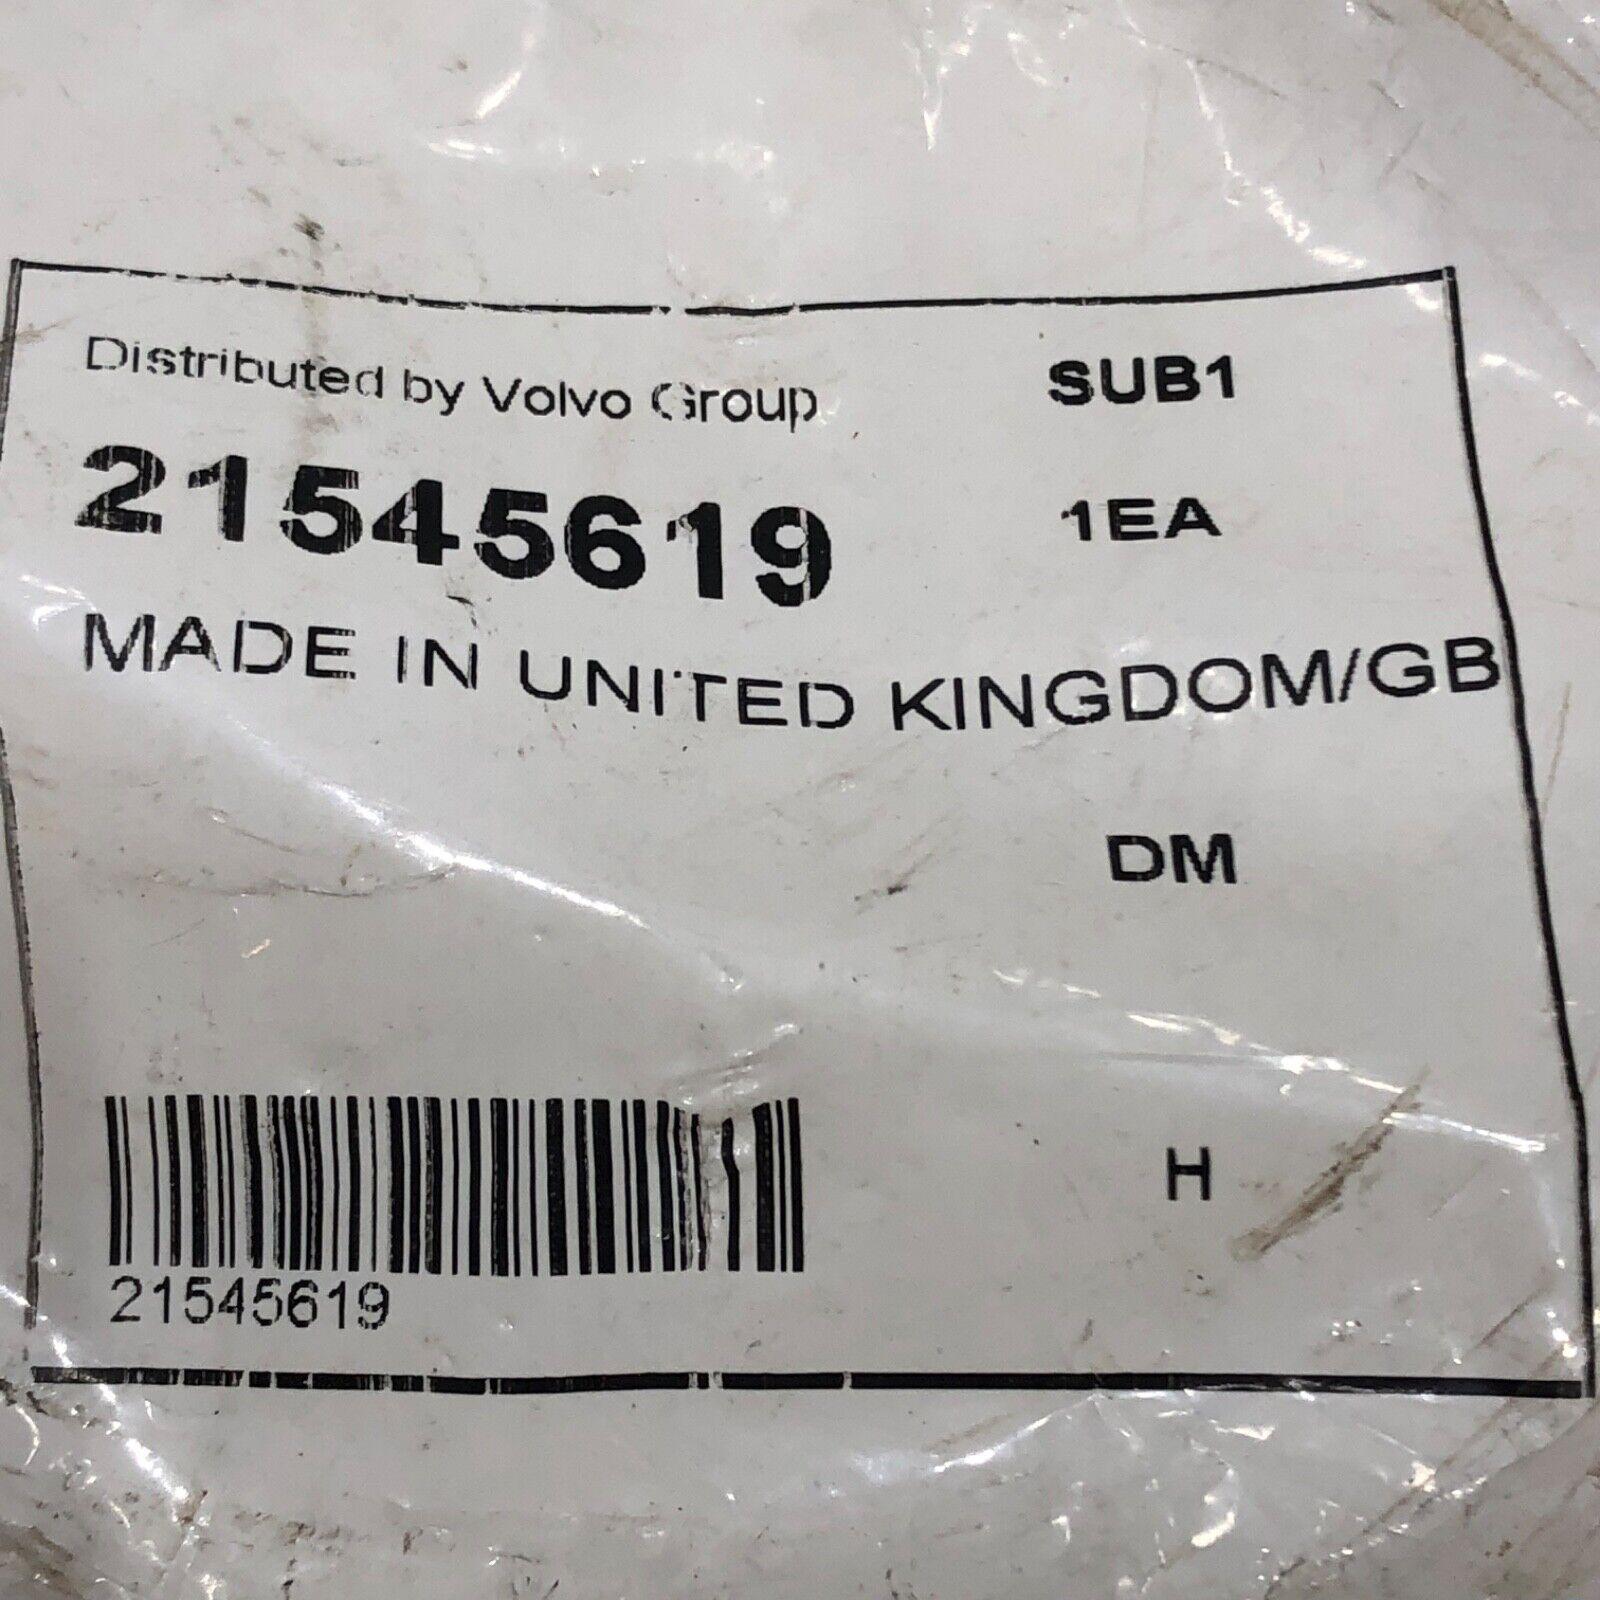 Distributed by Volvo Group
SUB1
21545619
1EA
MADE IN UNITED KINGDOM/GB
DM
H
21545619